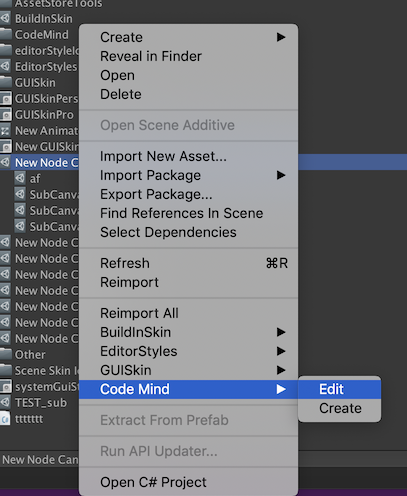 AssetStoreTools
BuildInSkin
CodeMind
EditorStyles
GUISkin
GUISkinPers
GUISkinPro
New Animat
New GUISkin
New Node C
af
SubCanva
SubCanva
SubCanva
New Node C
New Node C
New Node C
New Node C
New Node C
New Node C
Other
Scene Skin Ic
systemGuiSt
TEST_sub
ttttttt
New Node Can
Create
Reveal in Finder
Open
Delete
Open Scene Additive
Import New Asset...
Import Package
Export Package...
Find References In Scene
Select Dependencies
Refresh ⌘R
Reimport
Reimport All
BuildInSkin
EditorStyles
GUISkin
Code Mind
Extract From Prefab
Run API Updater...
Open C# Project
Edit
Create